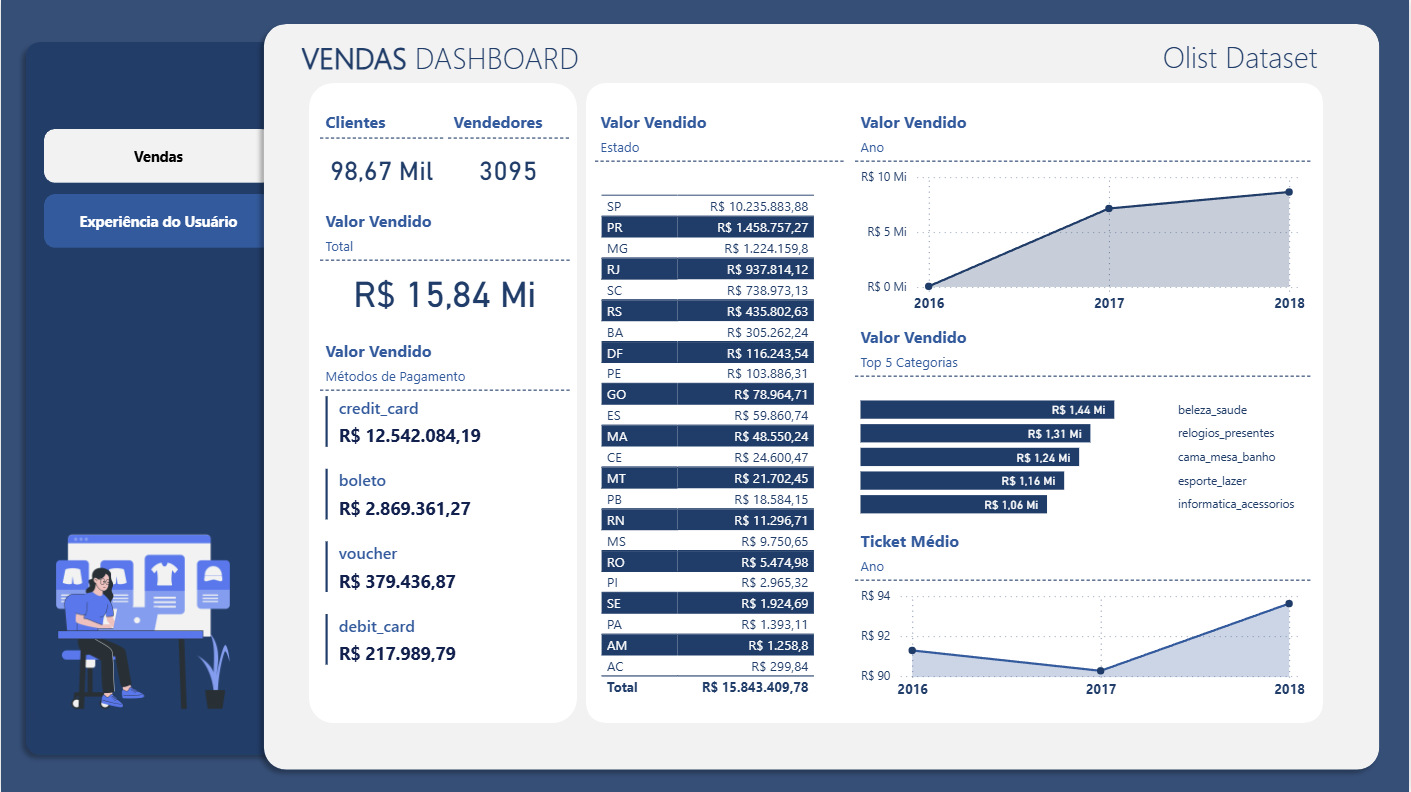 VENDAS DASHBOARD
Olist Dataset
Vendas
Experiência do Usuário
Clientes
98,67 Mil
Vendedores
3095
Valor Vendido
Total
R$ 15,84 Mi
Valor Vendido
Métodos de Pagamento
credit_card
R$ 12.542.084,19
boleto
R$ 2.869.361,27
voucher
R$ 379.436,87
debit_card
R$ 217.989,79
Valor Vendido
Estado
SP R$ 10.235.883,88
PR R$ 1.458.757,27
MG R$ 1.224.159,8
RJ R$ 937.814,12
SC R$ 738.973,13
RS R$ 435.802,63
BA R$ 305.262,24
DF R$ 116.243,54
PE R$ 103.886,31
GO R$ 78.964,71
ES R$ 59.860,74
MA R$ 48.550,24
CE R$ 24.600,47
MT R$ 21.702,45
PB R$ 18.584,15
RN R$ 11.296,71
MS R$ 9.750,65
RO R$ 5.474,98
PI R$ 2.965,32
SE R$ 1.924,69
PA R$ 1.393,11
AM R$ 1.258,8
AC R$ 299,84
Total R$ 15.843.409,78
Valor Vendido
Ano
R$ 10 Mi
R$ 5 Mi
R$ 0 Mi
2016 2017 2018
Valor Vendido
Top 5 Categorias
R$ 1,44 Mi beleza_saude
R$ 1,31 Mi relogios_presentes
R$ 1,24 Mi cama_mesa_banho
R$ 1,16 Mi esporte_lazer
R$ 1,06 Mi informatica_acessorios
Ticket Médio
Ano
R$ 94
R$ 92
R$ 90
2016 2017 2018